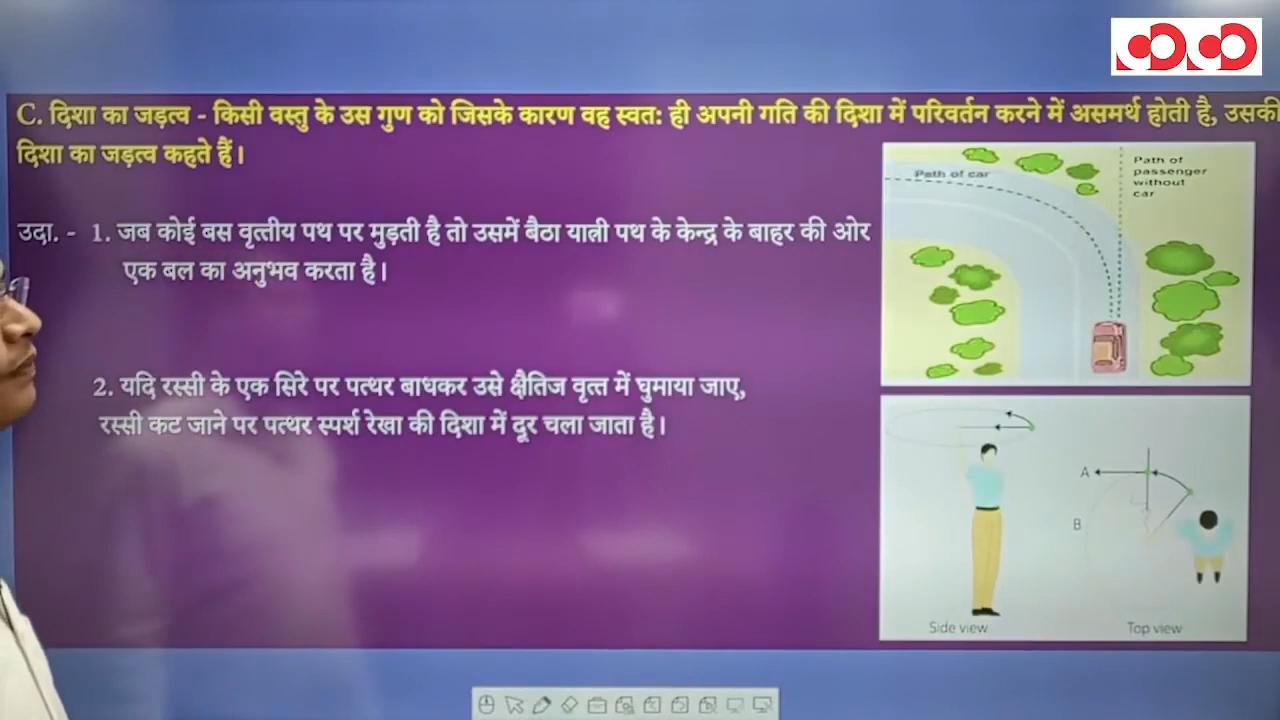 C. दिशा का जड़त्व - किसी वस्तु के उस गुण को जिसके कारण वह स्वत: ही अपनी गति की दिशा में परिवर्तन करने में असमर्थ होती है, उसकी
दिशा का जड़त्व कहते हैं।
उदा. - 1. जब कोई बस वृत्तीय पथ पर मुड़ती है तो उसमें बैठा यात्री पथ के केन्द्र के बाहर की ओर
एक बल का अनुभव करता है।
2. यदि रस्सी के एक सिरे पर पत्थर बाधकर उसे क्षैतिज वृत्त में घुमाया जाए,
रस्सी कट जाने पर पत्थर स्पर्श रेखा की दिशा में दूर चला जाता है।
Path of car
Path of
passenger
without
car
A
B
Side view
Top view